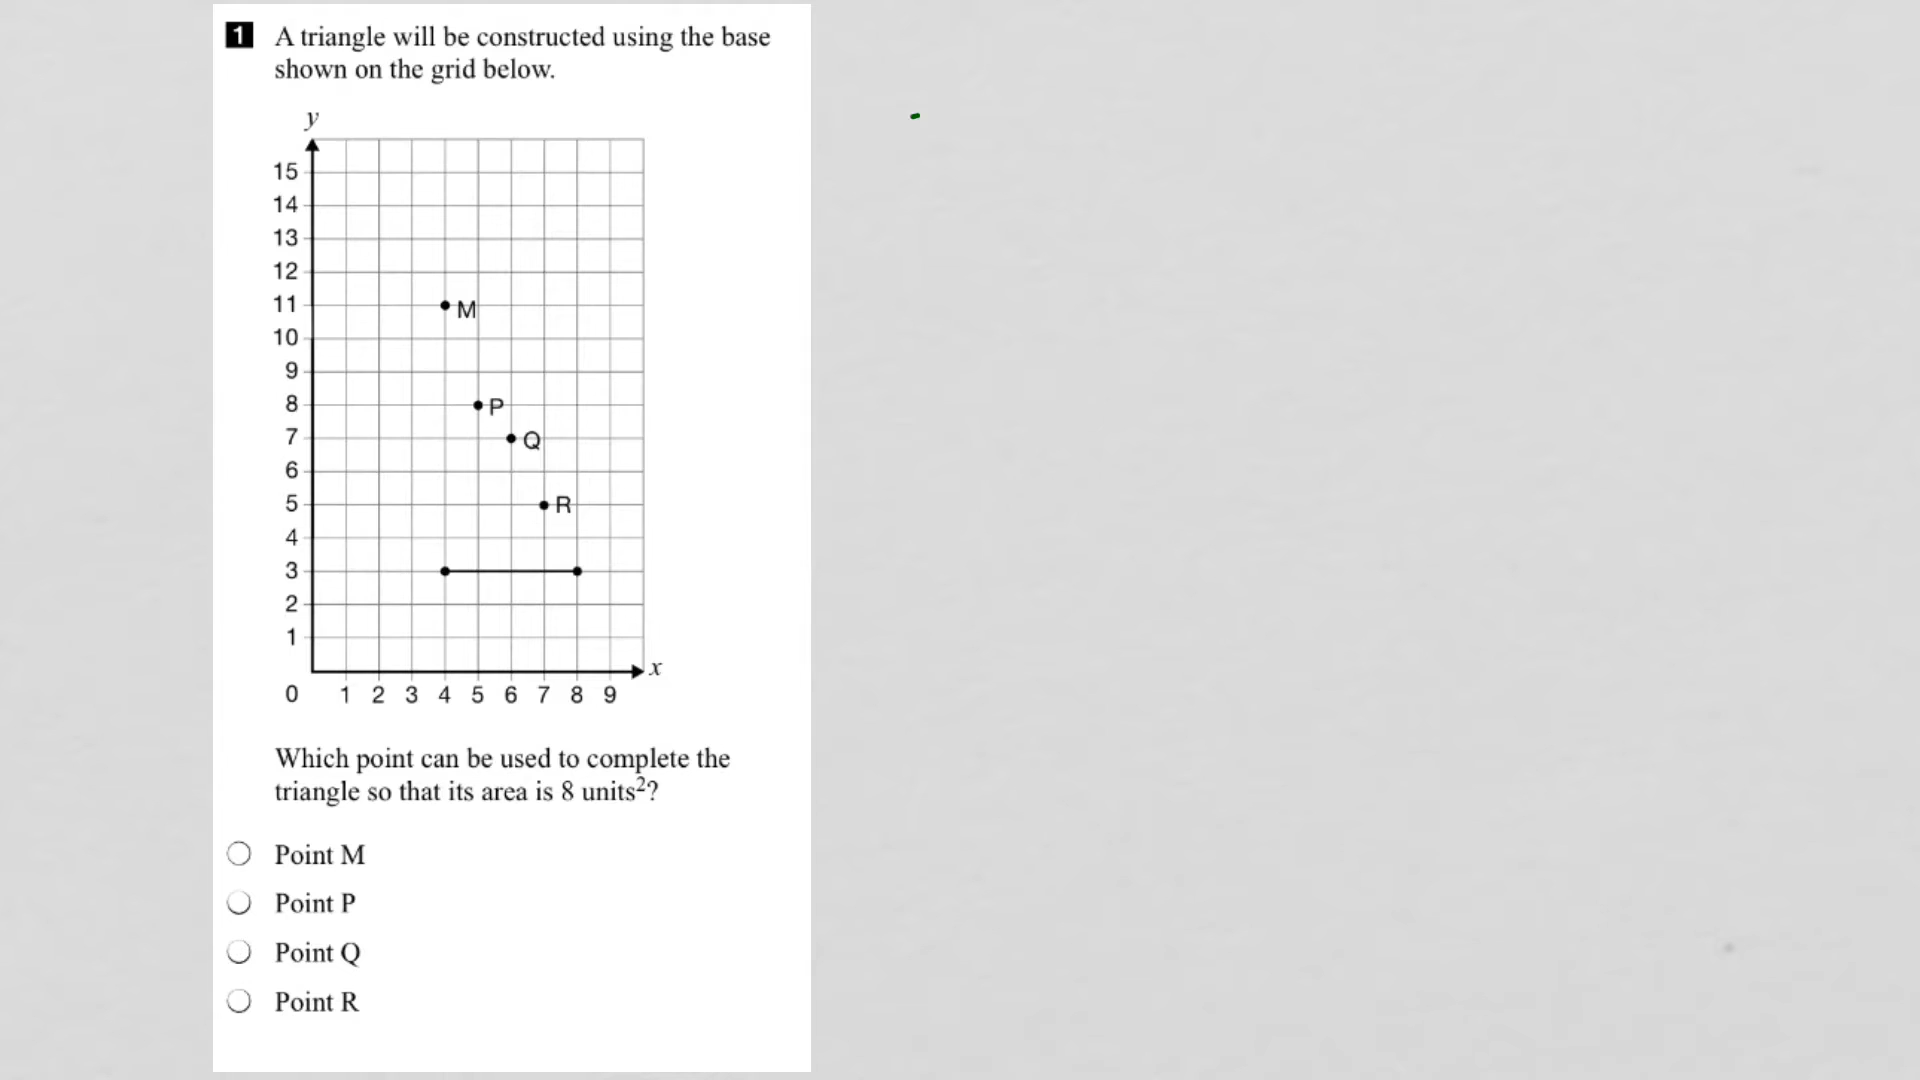 1 A triangle will be constructed using the base
shown on the grid below.
y
15
14
13
12
11
M
10
9
8
P
7
Q
6
5
R
4
3
2
1
x
0 1 2 3 4 5 6 7 8 9
Which point can be used to complete the
triangle so that its area is 8 units²?
Point M
Point P
Point Q
Point R